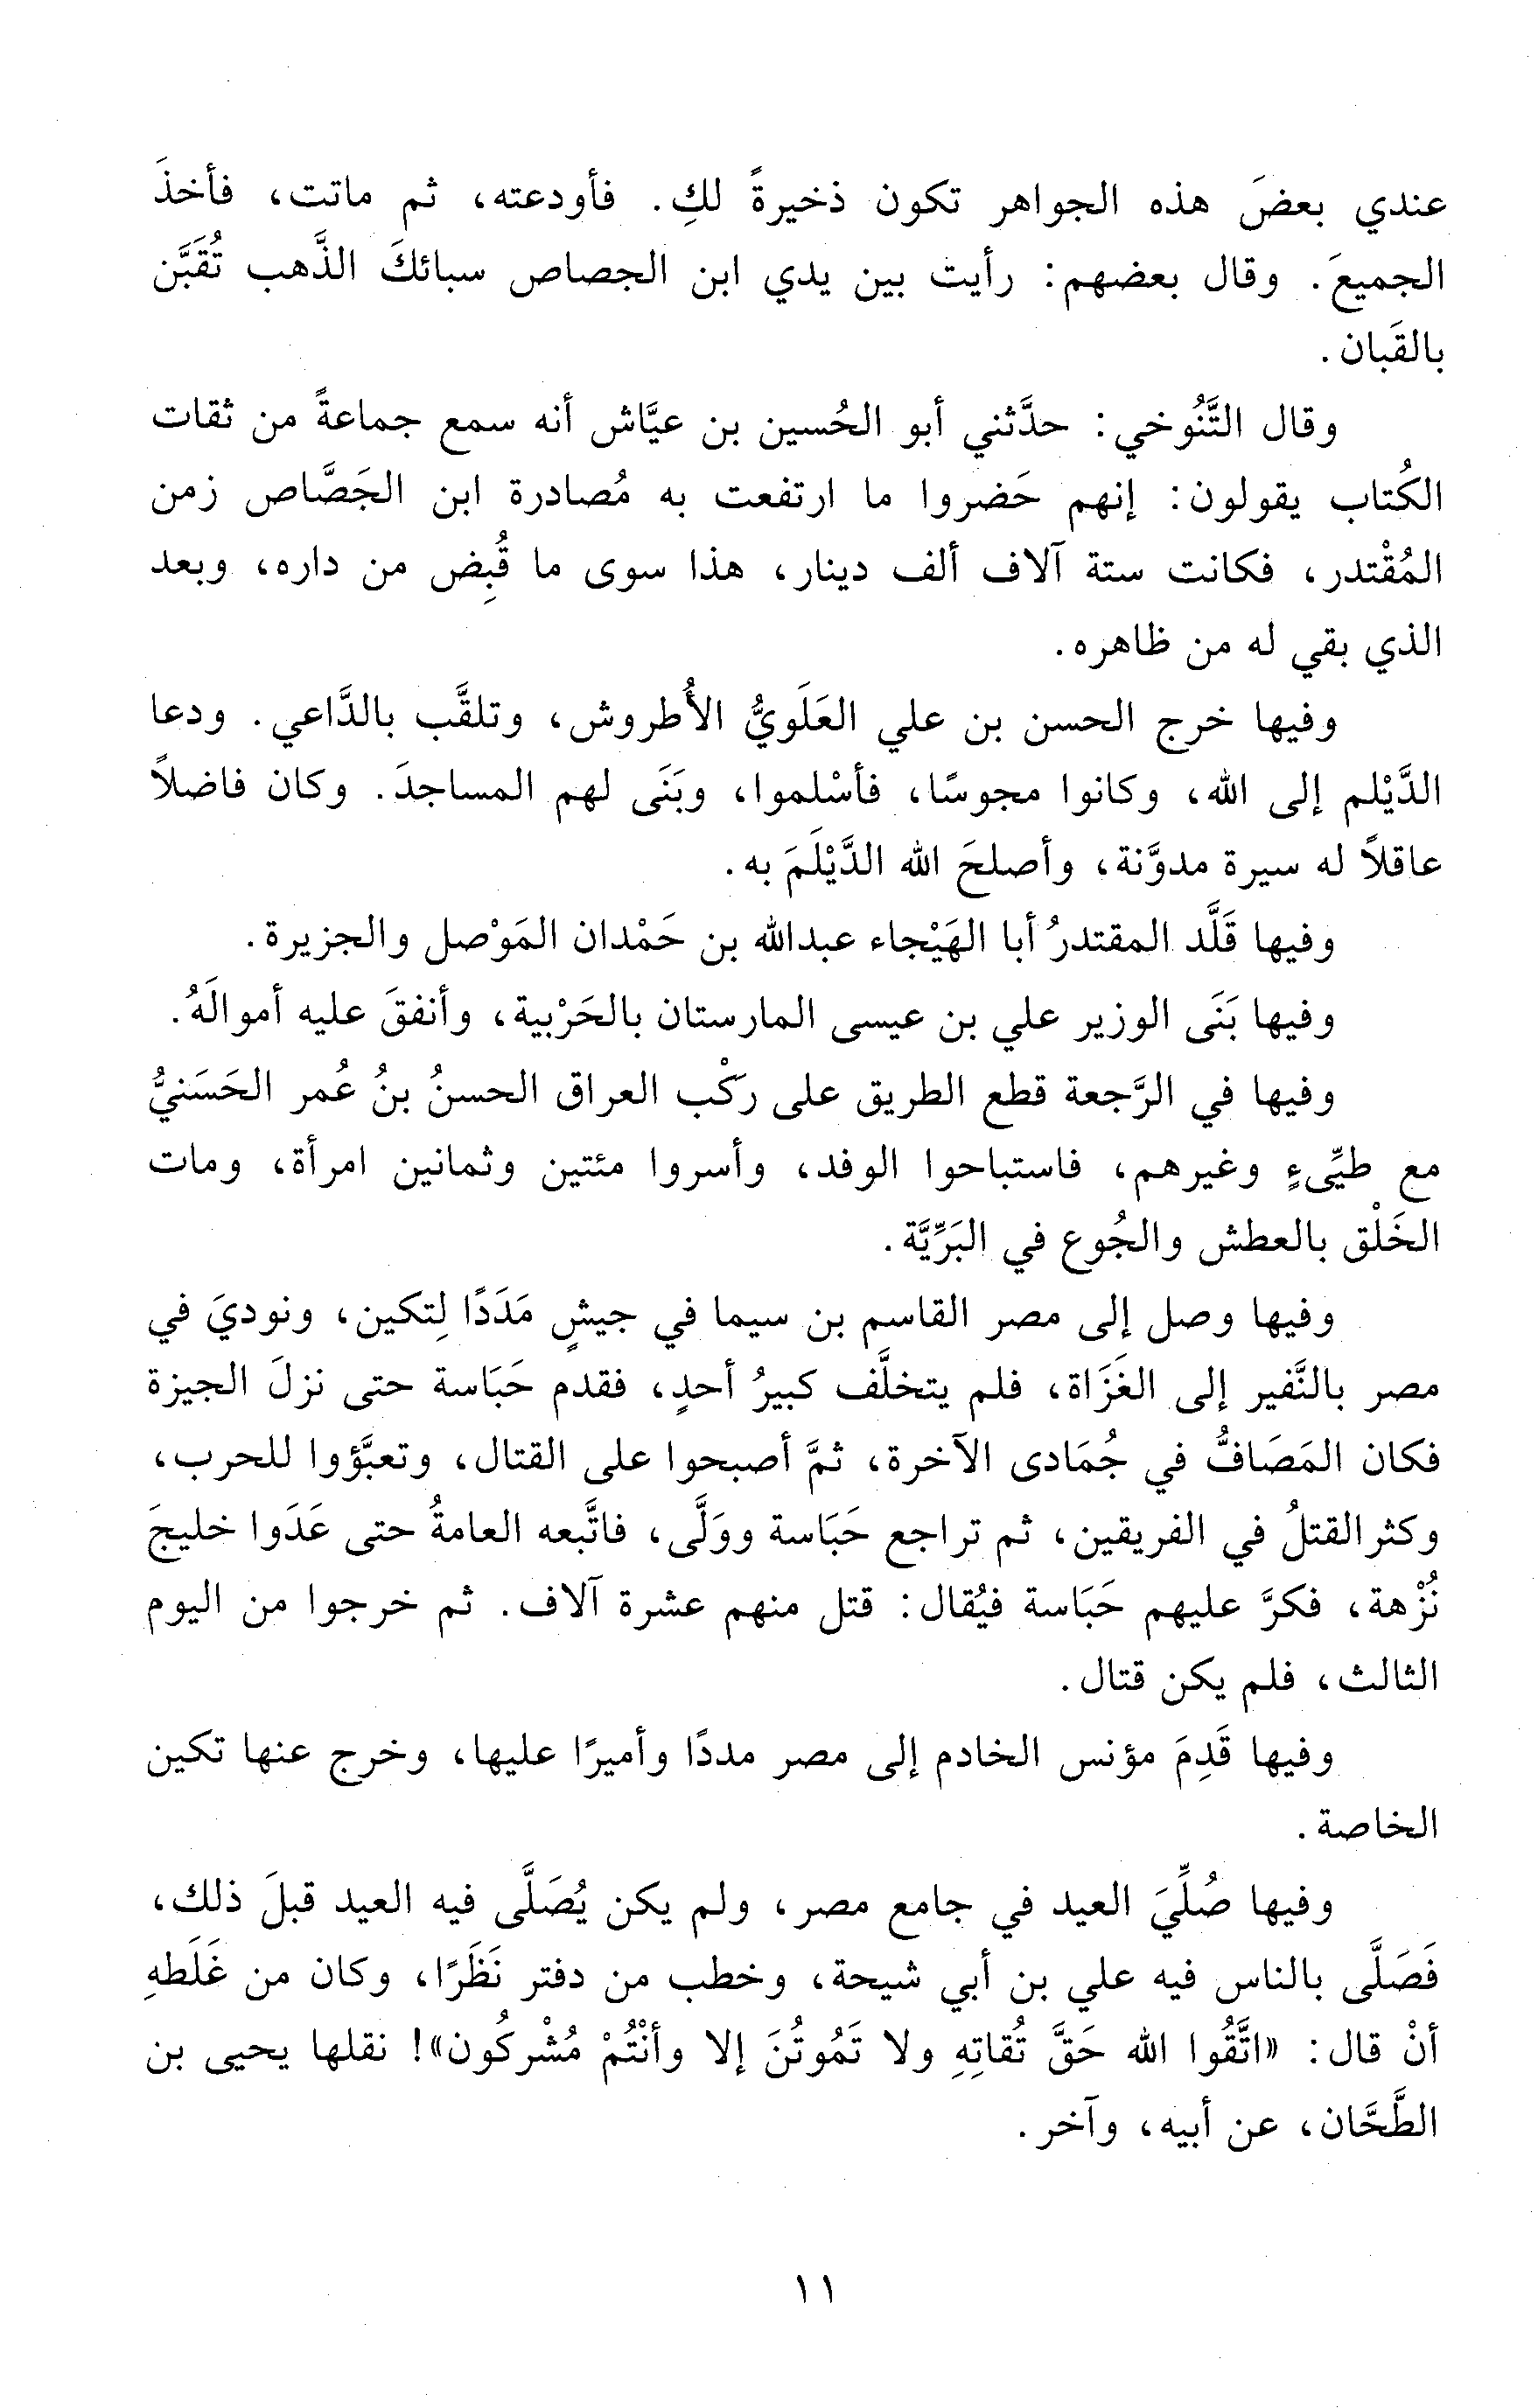 عندي بعضَ هذه الجواهر تكون ذخيرةً لكِ. فأودعته، ثم ماتت، فأخذَ
الجميعَ. وقال بعضهم: رأيت بين يدي ابن الجصاص سبائكَ الذَّهب تُقَبَّن
بالقَبان.
وقال التَّنُوخي: حدَّثني أبو الحُسين بن عيَّاش أنه سمع جماعةً من ثقات
الكُتاب يقولون: إنهم حَضروا ما ارتفعت به مُصادرة ابن الجَصَّاص زمن
المُقْتدر، فكانت ستة آلاف ألف دينار، هذا سوى ما قُبِض من داره، وبعد
الذي بقي له من ظاهره.
وفيها خرج الحسن بن علي العَلَويُّ الأُطروش، وتلقَّب بالدَّاعي. ودعا
الدَّيْلم إلى الله، وكانوا مجوسًا، فأسْلموا، وبَنَى لهم المساجدَ. وكان فاضلاً
عاقلاً له سيرة مدوَّنة، وأصلحَ الله الدَّيْلَمَ به.
وفيها قَلَّد المقتدرُ أبا الهَيْجاء عبدالله بن حَمْدان المَوْصل والجزيرة.
وفيها بَنَى الوزير علي بن عيسى المارستان بالحَرْبية، وأنفقَ عليه أموالَهُ.
وفيها في الرَّجعة قطع الطريق على ركْب العراق الحسنُ بنُ عُمر الحَسَنيُّ
مع طيِّىءٍ وغيرهم، فاستباحوا الوفد، وأسروا مئتين وثمانين امرأة، ومات
الخَلْق بالعطش والجُوع في البَرِّيَّة.
وفيها وصل إلى مصر القاسم بن سيما في جيشٍ مَدَدًا لِتكين، ونوديَ في
مصر بالنَّفير إلى الغَزَاة، فلم يتخلَّف كبيرُ أحدٍ، فقدم حَبَاسة حتى نزلَ الجيزة
فكان المَصَافُّ في جُمَادى الآخرة، ثمَّ أصبحوا على القتال، وتعبَّؤوا للحرب،
وكثرالقتلُ في الفريقين، ثم تراجع حَبَاسة ووَلَّى، فاتَّبعه العامةُ حتى عَدَوا خليجَ
نُزْهة، فكرَّ عليهم حَبَاسة فيُقال: قتل منهم عشرة آلاف. ثم خرجوا من اليوم
الثالث، فلم يكن قتال.
وفيها قَدِمَ مؤنس الخادم إلى مصر مددًا وأميرًا عليها، وخرج عنها تكين
الخاصة.
وفيها صُلِّيَ العيد في جامع مصر، ولم يكن يُصَلَّى فيه العيد قبلَ ذلك،
فَصَلَّى بالناس فيه علي بن أبي شيحة، وخطب من دفتر نَظَرًا، وكان من غَلَطهِ
أنْ قال: «اتَّقُوا الله حَقَّ تُقاتِهِ ولا تَمُوتُنَ إلا وأنْتُمْ مُشْركُون»! نقلها يحيى بن
الطَّحَّان، عن أبيه، وآخر.
١١